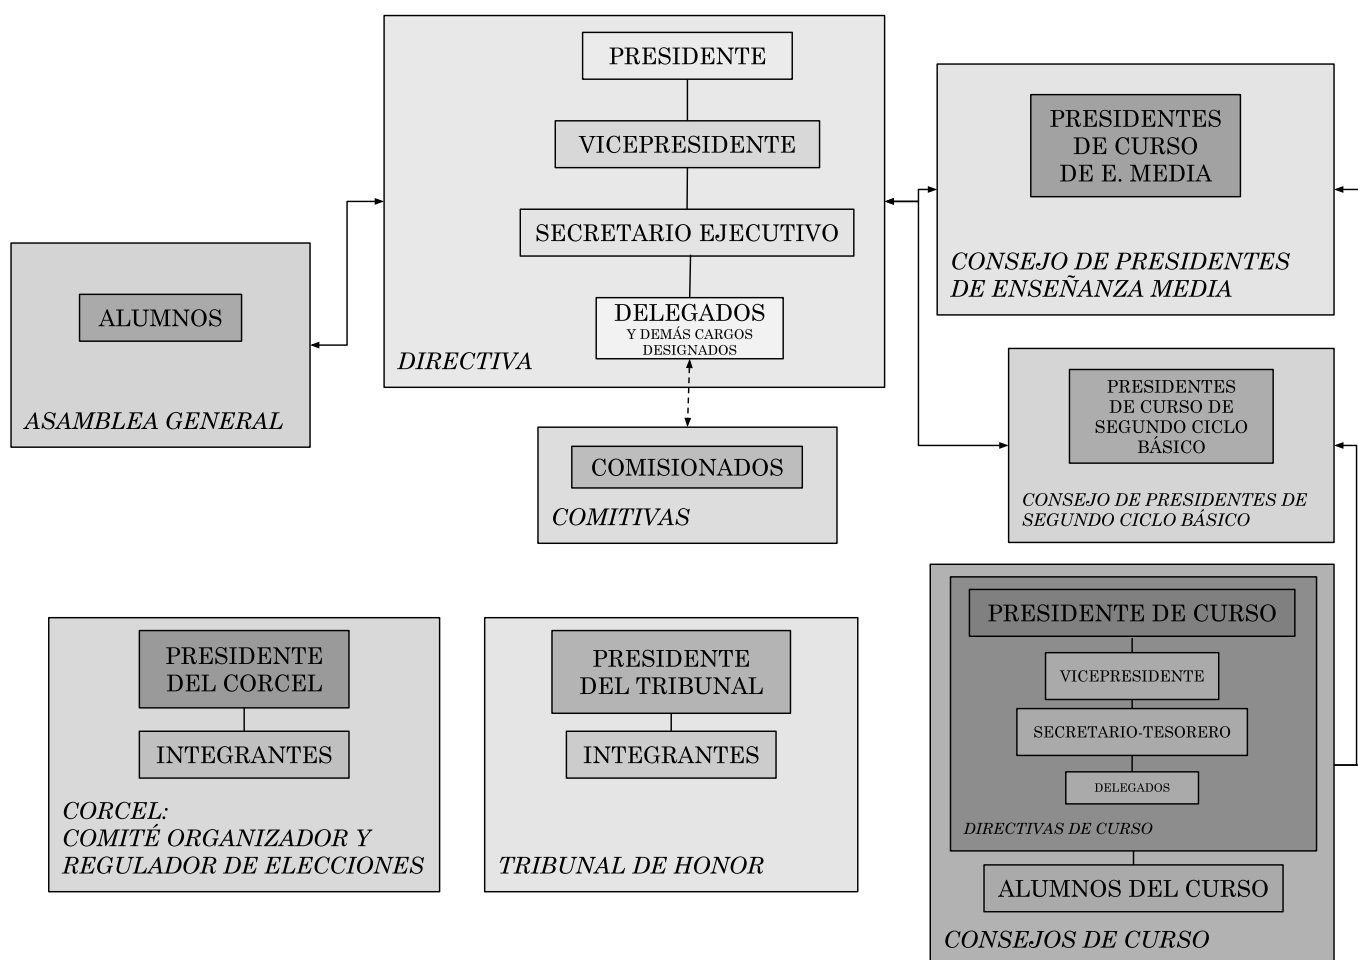 PRESIDENTE
VICEPRESIDENTE
SECRETARIO EJECUTIVO
DELEGADOS
Y DEMÁS CARGOS
DESIGNADOS
DIRECTIVA
PRESIDENTES
DE CURSO
DE E. MEDIA
CONSEJO DE PRESIDENTES
DE ENSEÑANZA MEDIA
ALUMNOS
ASAMBLEA GENERAL
COMISIONADOS
COMITIVAS
PRESIDENTES
DE CURSO DE
SEGUNDO CICLO
BÁSICO
CONSEJO DE PRESIDENTES DE
SEGUNDO CICLO BÁSICO
PRESIDENTE
DEL CORCEL
INTEGRANTES
CORCEL:
COMITÉ ORGANIZADOR Y
REGULADOR DE ELECCIONES
PRESIDENTE
DEL TRIBUNAL
INTEGRANTES
TRIBUNAL DE HONOR
PRESIDENTE DE CURSO
VICEPRESIDENTE
SECRETARIO-TESORERO
DELEGADOS
DIRECTIVAS DE CURSO
ALUMNOS DEL CURSO
CONSEJOS DE CURSO